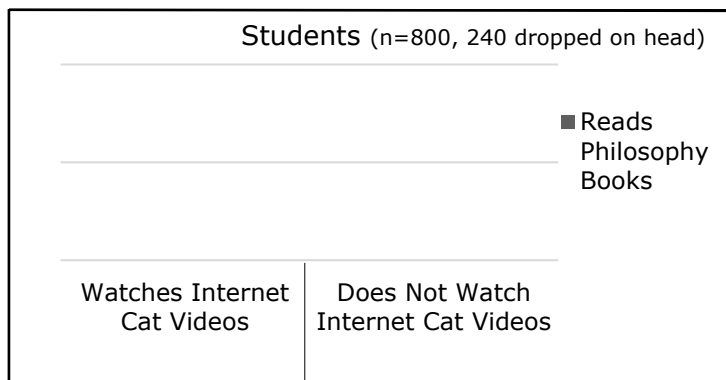 Students (n=800, 240 dropped on head)
Reads
Philosophy
Books
Watches Internet
Cat Videos
Does Not Watch
Internet Cat Videos